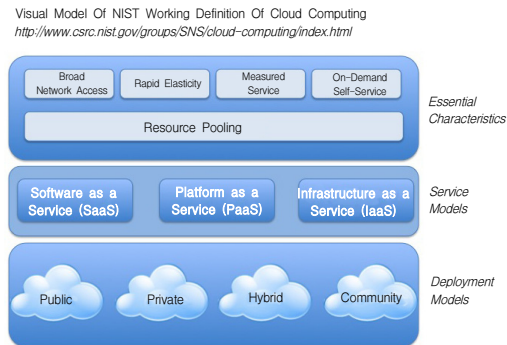 Visual Model Of NIST Working Definition Of Cloud Computing
http://www.csrc.nist.gov/groups/SNS/cloud-computing/index.html
Broad
Network Access
Rapid Elasticity
Measured
Service
On-Demand
Self-Service
Resource Pooling
Essential
Characteristics
Software as a
Service (SaaS)
Platform as a
Service (PaaS)
Infrastructure as a
Service (IaaS)
Service
Models
Public
Private
Hybrid
Community
Deployment
Models